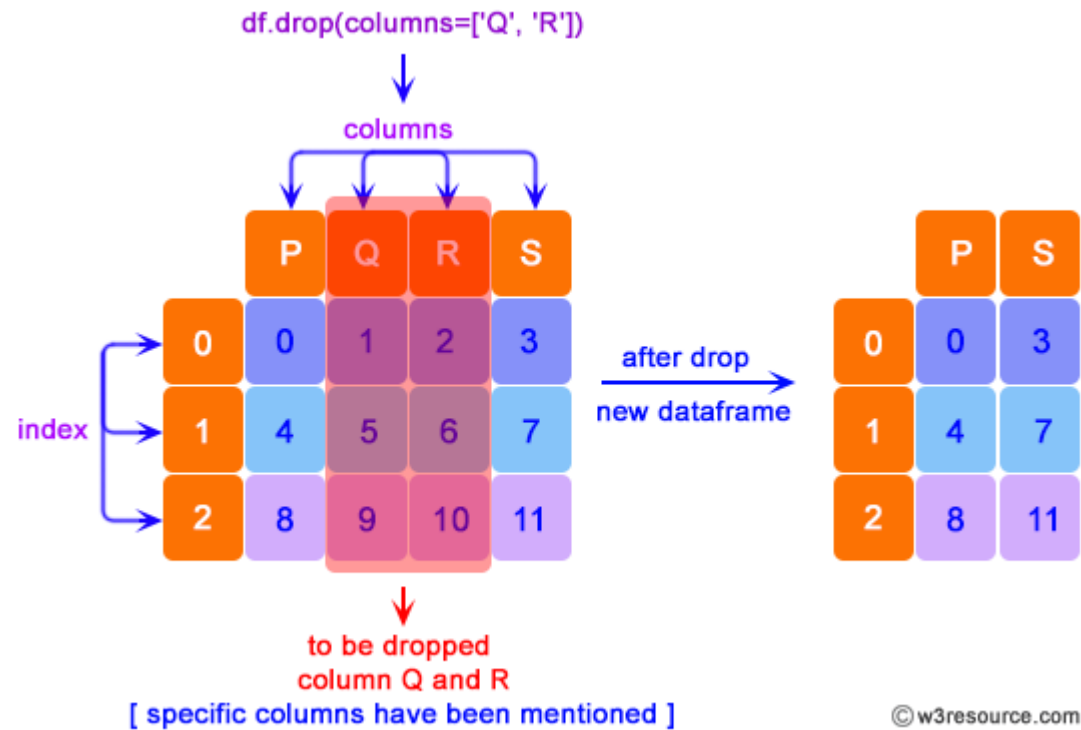 df.drop(columns=['Q', 'R'])
columns
P Q R S
0 0 1 2 3
index
1 4 5 6 7
2 8 9 10 11
after drop
new dataframe
P S
0 0 3
1 4 7
2 8 11
to be dropped
column Q and R
[ specific columns have been mentioned ]
© w3resource.com